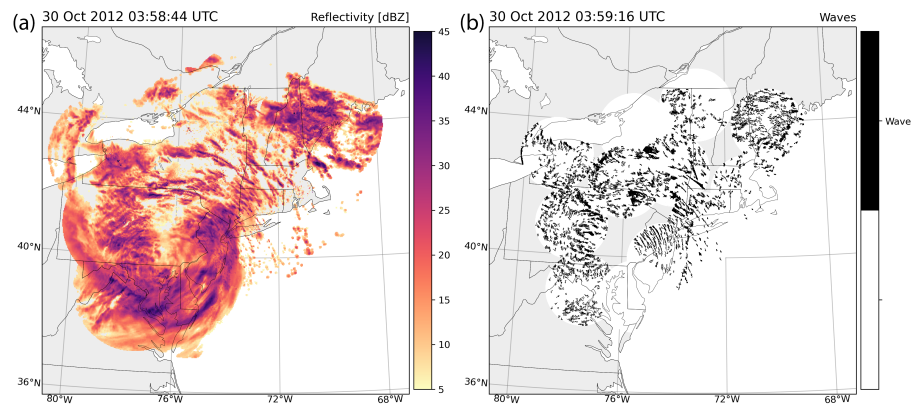 (a)
30 Oct 2012 03:58:44 UTC
Reflectivity [dBZ]
44°N
40°N
36°N
80°W
76°W
72°W
68°W
45
40
35
30
25
20
15
10
5
(b)
30 Oct 2012 03:59:16 UTC
Waves
44°N
40°N
36°N
80°W
76°W
72°W
68°W
Wave